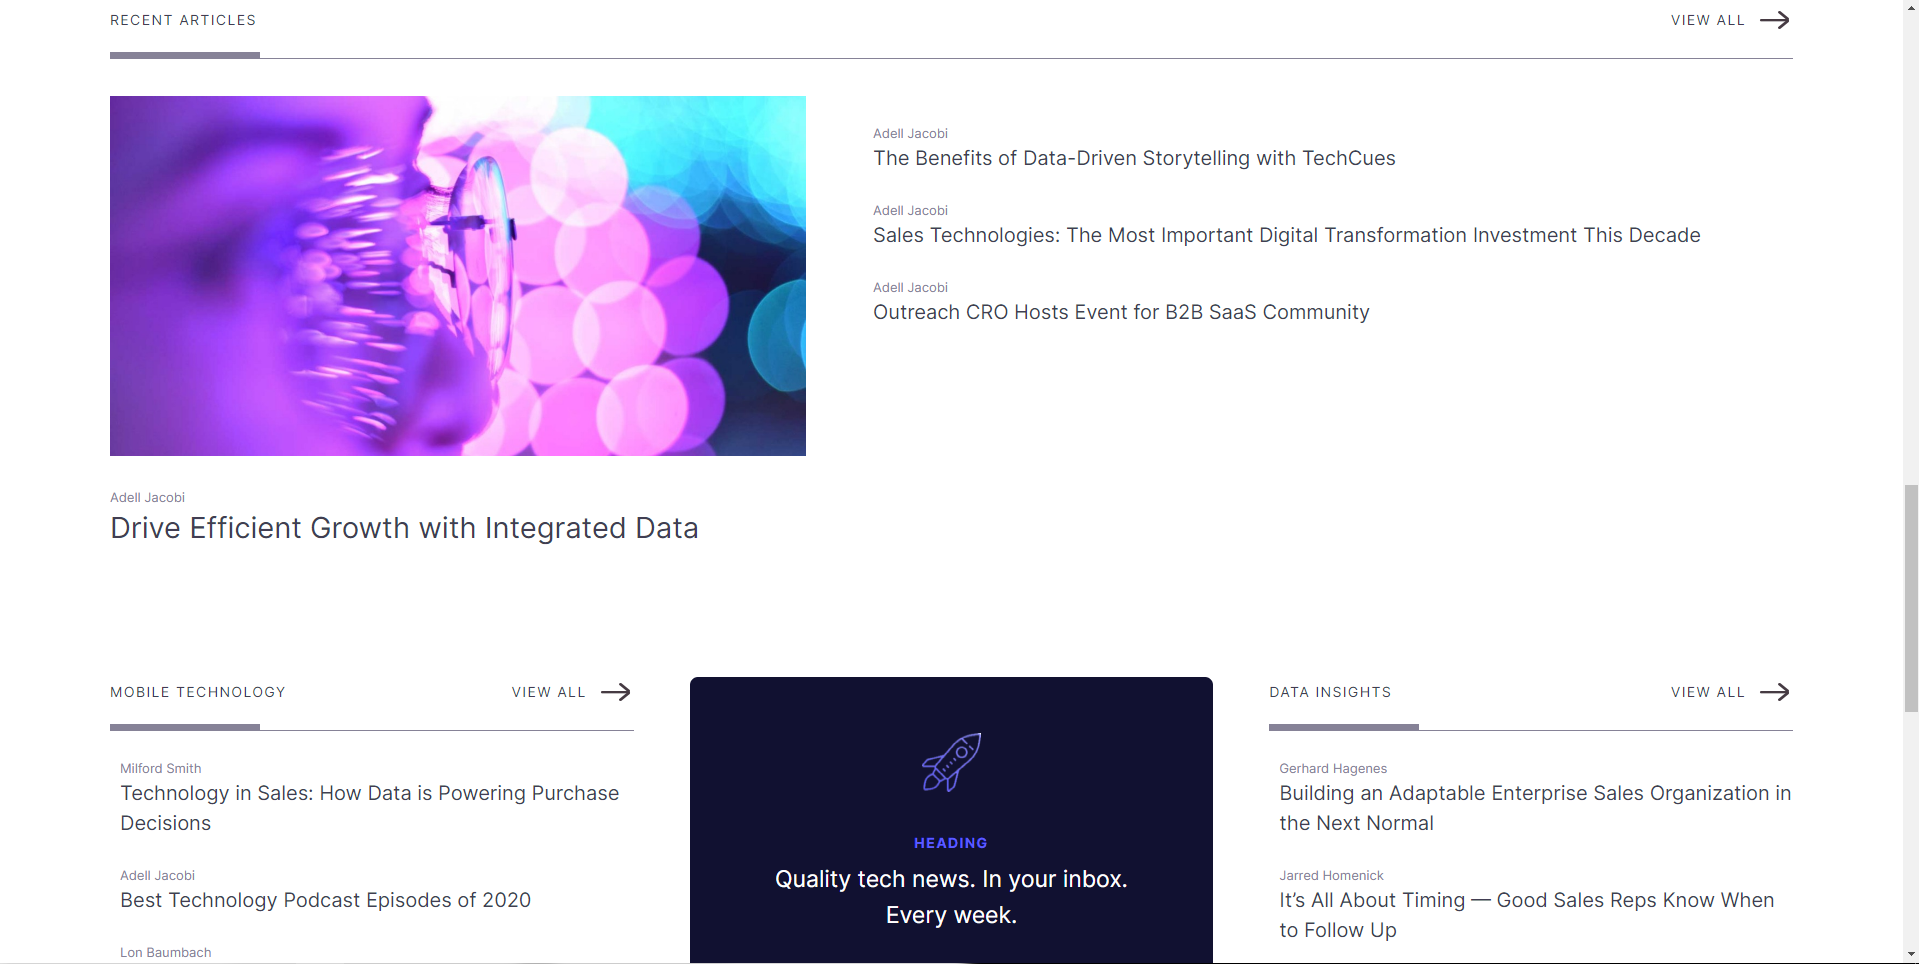 RECENT ARTICLES
VIEW ALL
Adell Jacobi
Drive Efficient Growth with Integrated Data
Adell Jacobi
The Benefits of Data-Driven Storytelling with TechCues
Adell Jacobi
Sales Technologies: The Most Important Digital Transformation Investment This Decade
Adell Jacobi
Outreach CRO Hosts Event for B2B SaaS Community
MOBILE TECHNOLOGY
VIEW ALL
Milford Smith
Technology in Sales: How Data is Powering Purchase
Decisions
Adell Jacobi
Best Technology Podcast Episodes of 2020
Lon Baumbach
HEADING
Quality tech news. In your inbox.
Every week.
DATA INSIGHTS
VIEW ALL
Gerhard Hagenes
Building an Adaptable Enterprise Sales Organization in
the Next Normal
Jarred Homenick
It’s All About Timing — Good Sales Reps Know When
to Follow Up